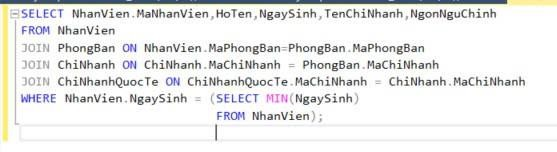 SELECT NhanVien.MaNhanVien,HoTen,NgaySinh,TenChiNhanh,NgonNguChinh
FROM NhanVien
JOIN PhongBan ON NhanVien.MaPhongBan=PhongBan.MaPhongBan
JOIN ChiNhanh ON ChiNhanh.MaChiNhanh = PhongBan.MaChiNhanh
JOIN ChiNhanhQuocTe ON ChiNhanhQuocTe.MaChiNhanh = ChiNhanh.MaChiNhanh
WHERE NhanVien.NgaySinh = (SELECT MIN(NgaySinh)
FROM NhanVien);